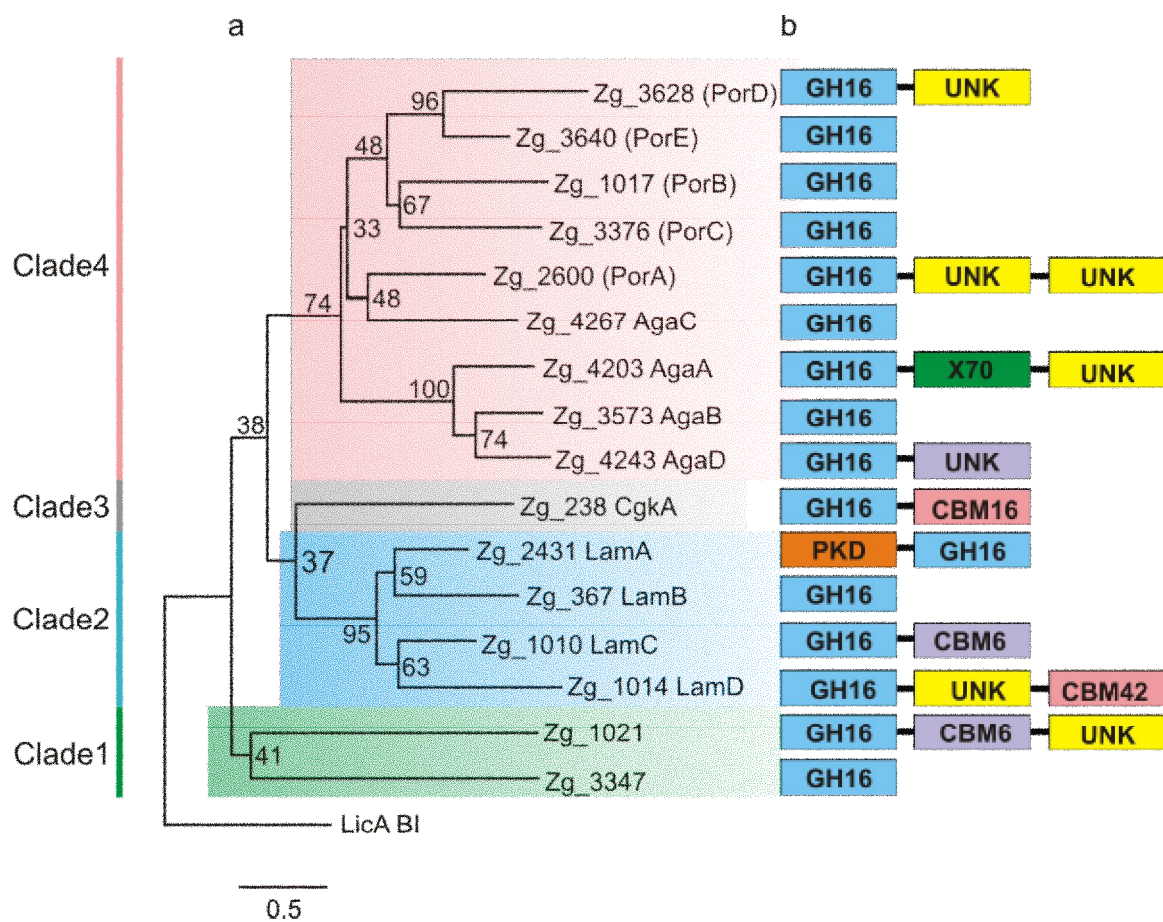 a b
96 Zg_3628 (PorD) GH16 UNK
48 Zg_3640 (PorE) GH16
Zg_1017 (PorB) GH16
67
33 Zg_3376 (PorC) GH16
Clade4 Zg_2600 (PorA) GH16 UNK UNK
74 48
Zg_4267 AgaC GH16
100 Zg_4203 AgaA GH16 X70 UNK
38 Zg_3573 AgaB GH16
74
Zg_4243 AgaD GH16 UNK
Clade3 Zg_238 CgkA GH16 CBM16
37 Zg_2431 LamA PKD GH16
59
Clade2 Zg_367 LamB GH16
95 Zg_1010 LamC GH16 CBM6
63
Zg_1014 LamD GH16 UNK CBM42
Zg_1021 GH16 CBM6 UNK
Clade1 41
Zg_3347 GH16
LicA BI
0.5